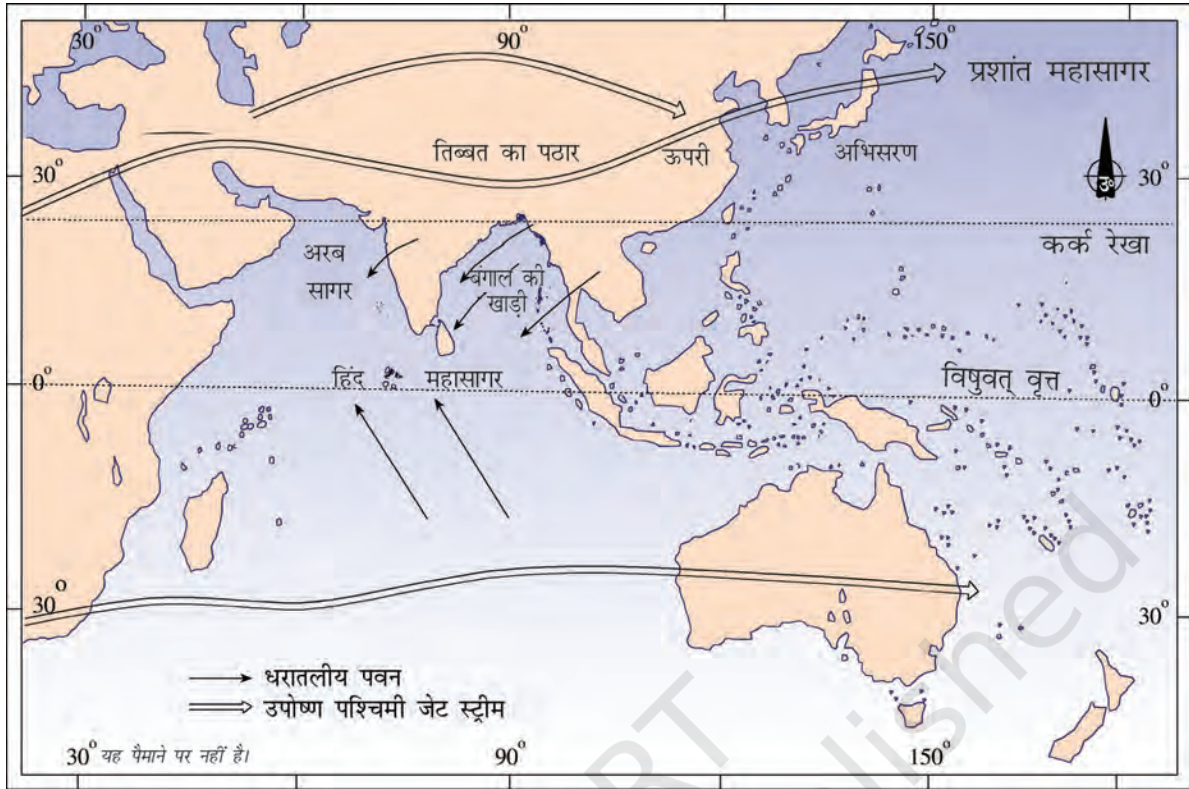 30°
90°
150°
प्रशांत महासागर
तिब्बत का पठार
ऊपरी
अभिसरण
उ०
30°
30°
कर्क रेखा
अरब
सागर
बंगाल की
खाड़ी
0°
हिंद
महासागर
विषुवत् वृत्त
0°
30°
30°
धरातलीय पवन
उपोष्ण पश्चिमी जेट स्ट्रीम
30°
यह पैमाने पर नहीं है।
90°
150°